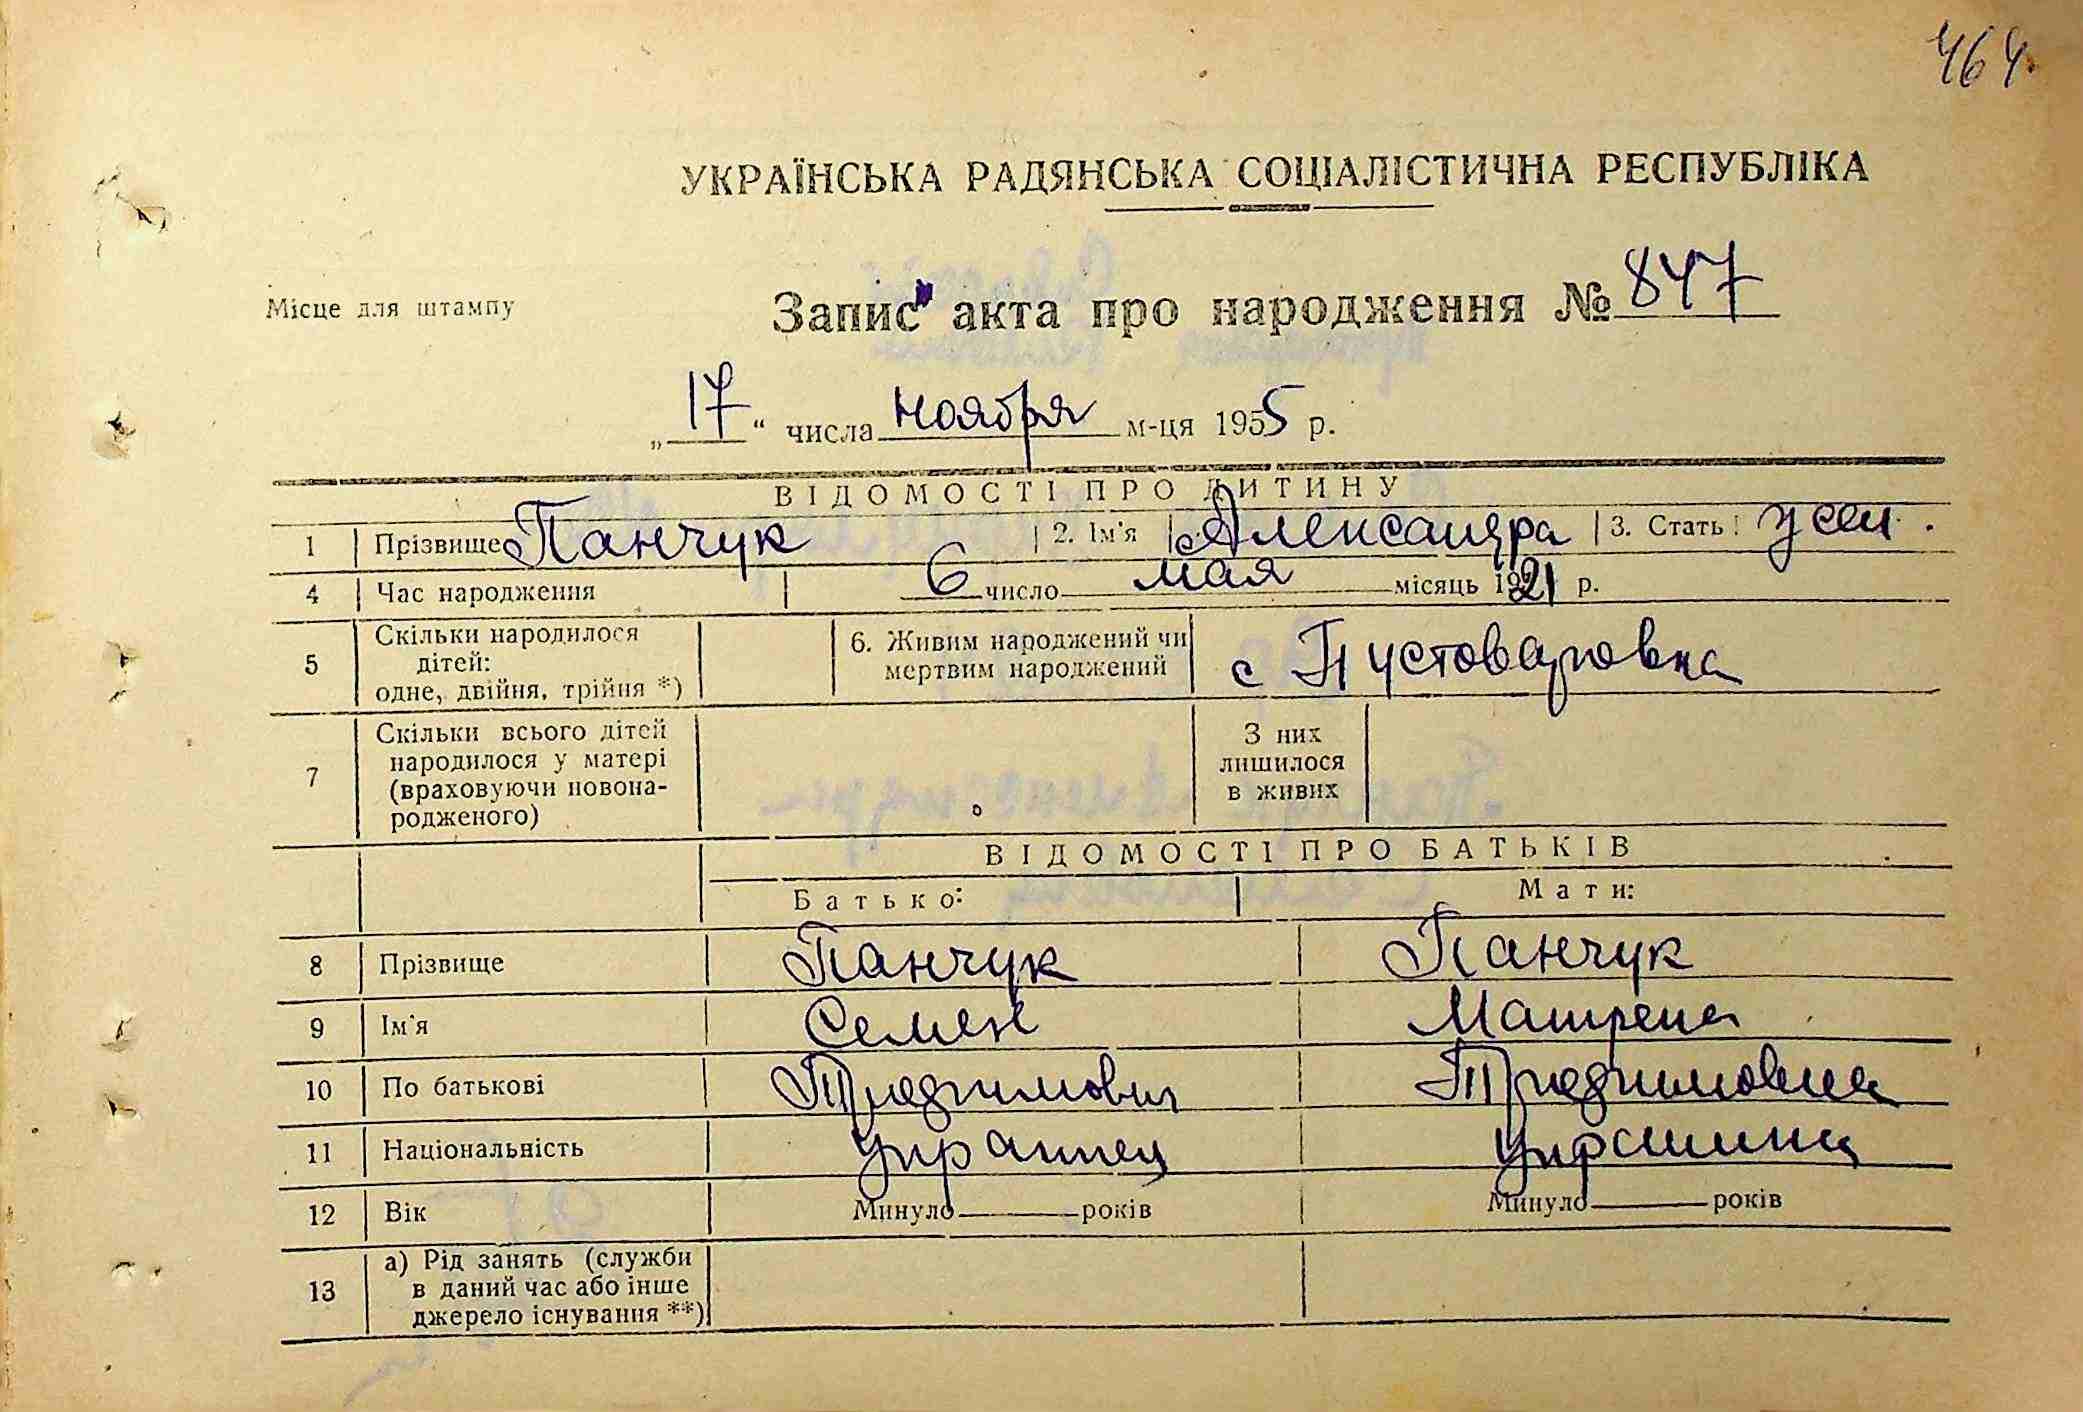 464.
УКРАЇНСЬКА РАДЯНСЬКА СОЦІАЛІСТИЧНА РЕСПУБЛІКА
Місце для штампу
Запис акта про народження № 847
„17“ числа ноября м-ця 1955 р.
ВІДОМОСТІ ПРО ДИТИНУ
1 Прізвище Панчук 2. Ім'я Александра 3. Стать
4 Час народження 6 число мая місяць 1921 р.
5 Скільки народилося дітей: одне, двійня, трійня *) 6. Живим народжений чи мертвим народжений с Пустоваровка
7 Скільки всього дітей народилося у матері (враховуючи новона-родженого) З них лишилося в живих
ВІДОМОСТІ ПРО БАТЬКІВ
Батько: Мати:
8 Прізвище Панчук Панчук
9 Ім'я Семен Матрена
10 По батькові
11 Національність украинец украинка
12 Вік Минуло ___ років Минуло ___ років
13 а) Рід занять (служби в даний час або інше джерело існування **)